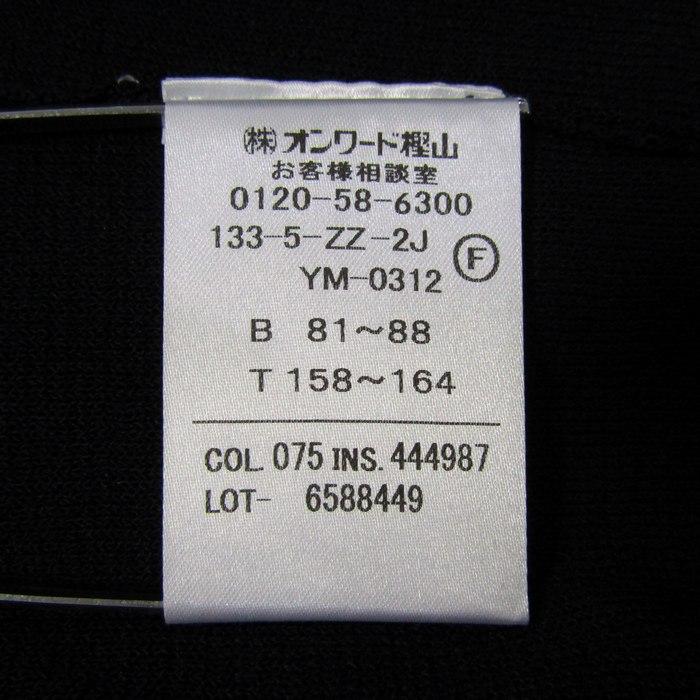 ㈱オンワード樫山
お客様相談室
0120-58-6300
133-5-ZZ-2J Ⓕ
YM-0312
B 81～88
T 158～164
COL. 075 INS. 444987
LOT- 6588449